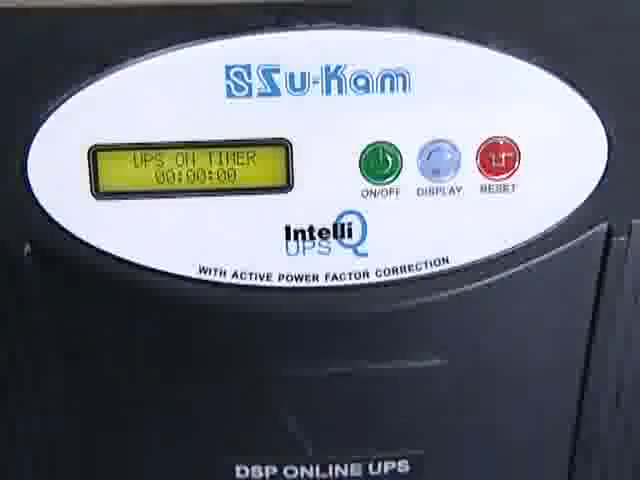 Su-Kam
UPS ON TIMER
00:00:00
ON/OFF
DISPLAY
RESET
Intelli Q
UPS
WITH ACTIVE POWER FACTOR CORRECTION
DSP ONLINE UPS